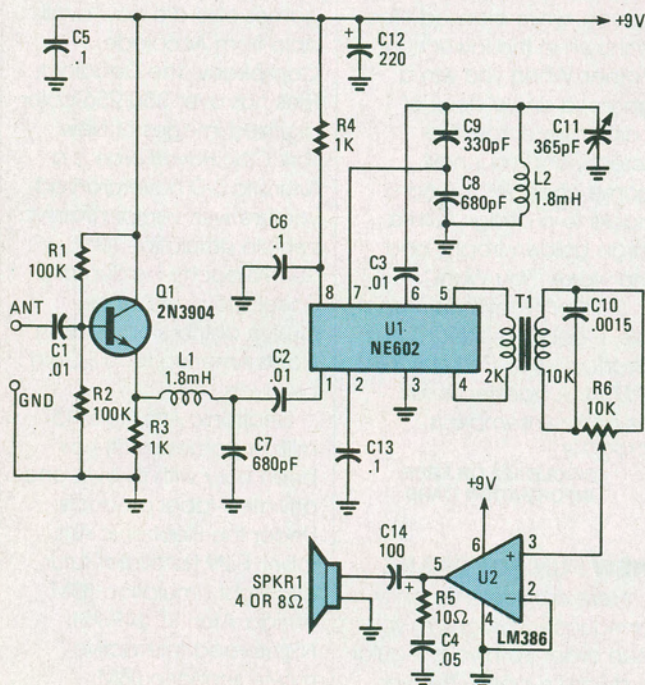 +9V
C5
.1
C12
220
+
R4
1K
C9
330pF
C11
365pF
C8
680pF
L2
1.8mH
C6
.1
R1
100K
C3
.01
Q1
2N3904
8 7 6 5
T1
C10
.0015
ANT
U1
NE602
2K
10K
R6
10K
C1
.01
L1
1.8mH
C2
.01
1 2 3 4
GND
R2
100K
R3
1K
C7
680pF
C13
.1
+9V
C14
100
6
+
3
SPKR1
4 OR 8Ω
5
+
U2
−
2
R5
10Ω
4
LM386
C4
.05